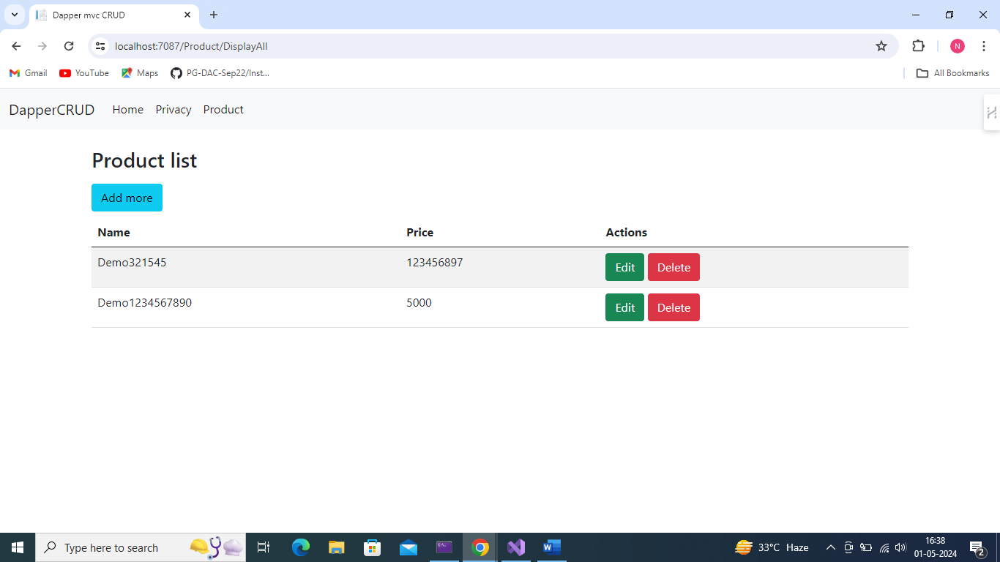 Dapper mvc CRUD
localhost:7087/Product/DisplayAll
N
Gmail YouTube Maps PG-DAC-Sep22/Inst... All Bookmarks
DapperCRUD Home Privacy Product
Product list
Add more
Name Price Actions
Demo321545 123456897 Edit Delete
Demo1234567890 5000 Edit Delete
Type here to search 33°C Haze 16:38
01-05-2024 2